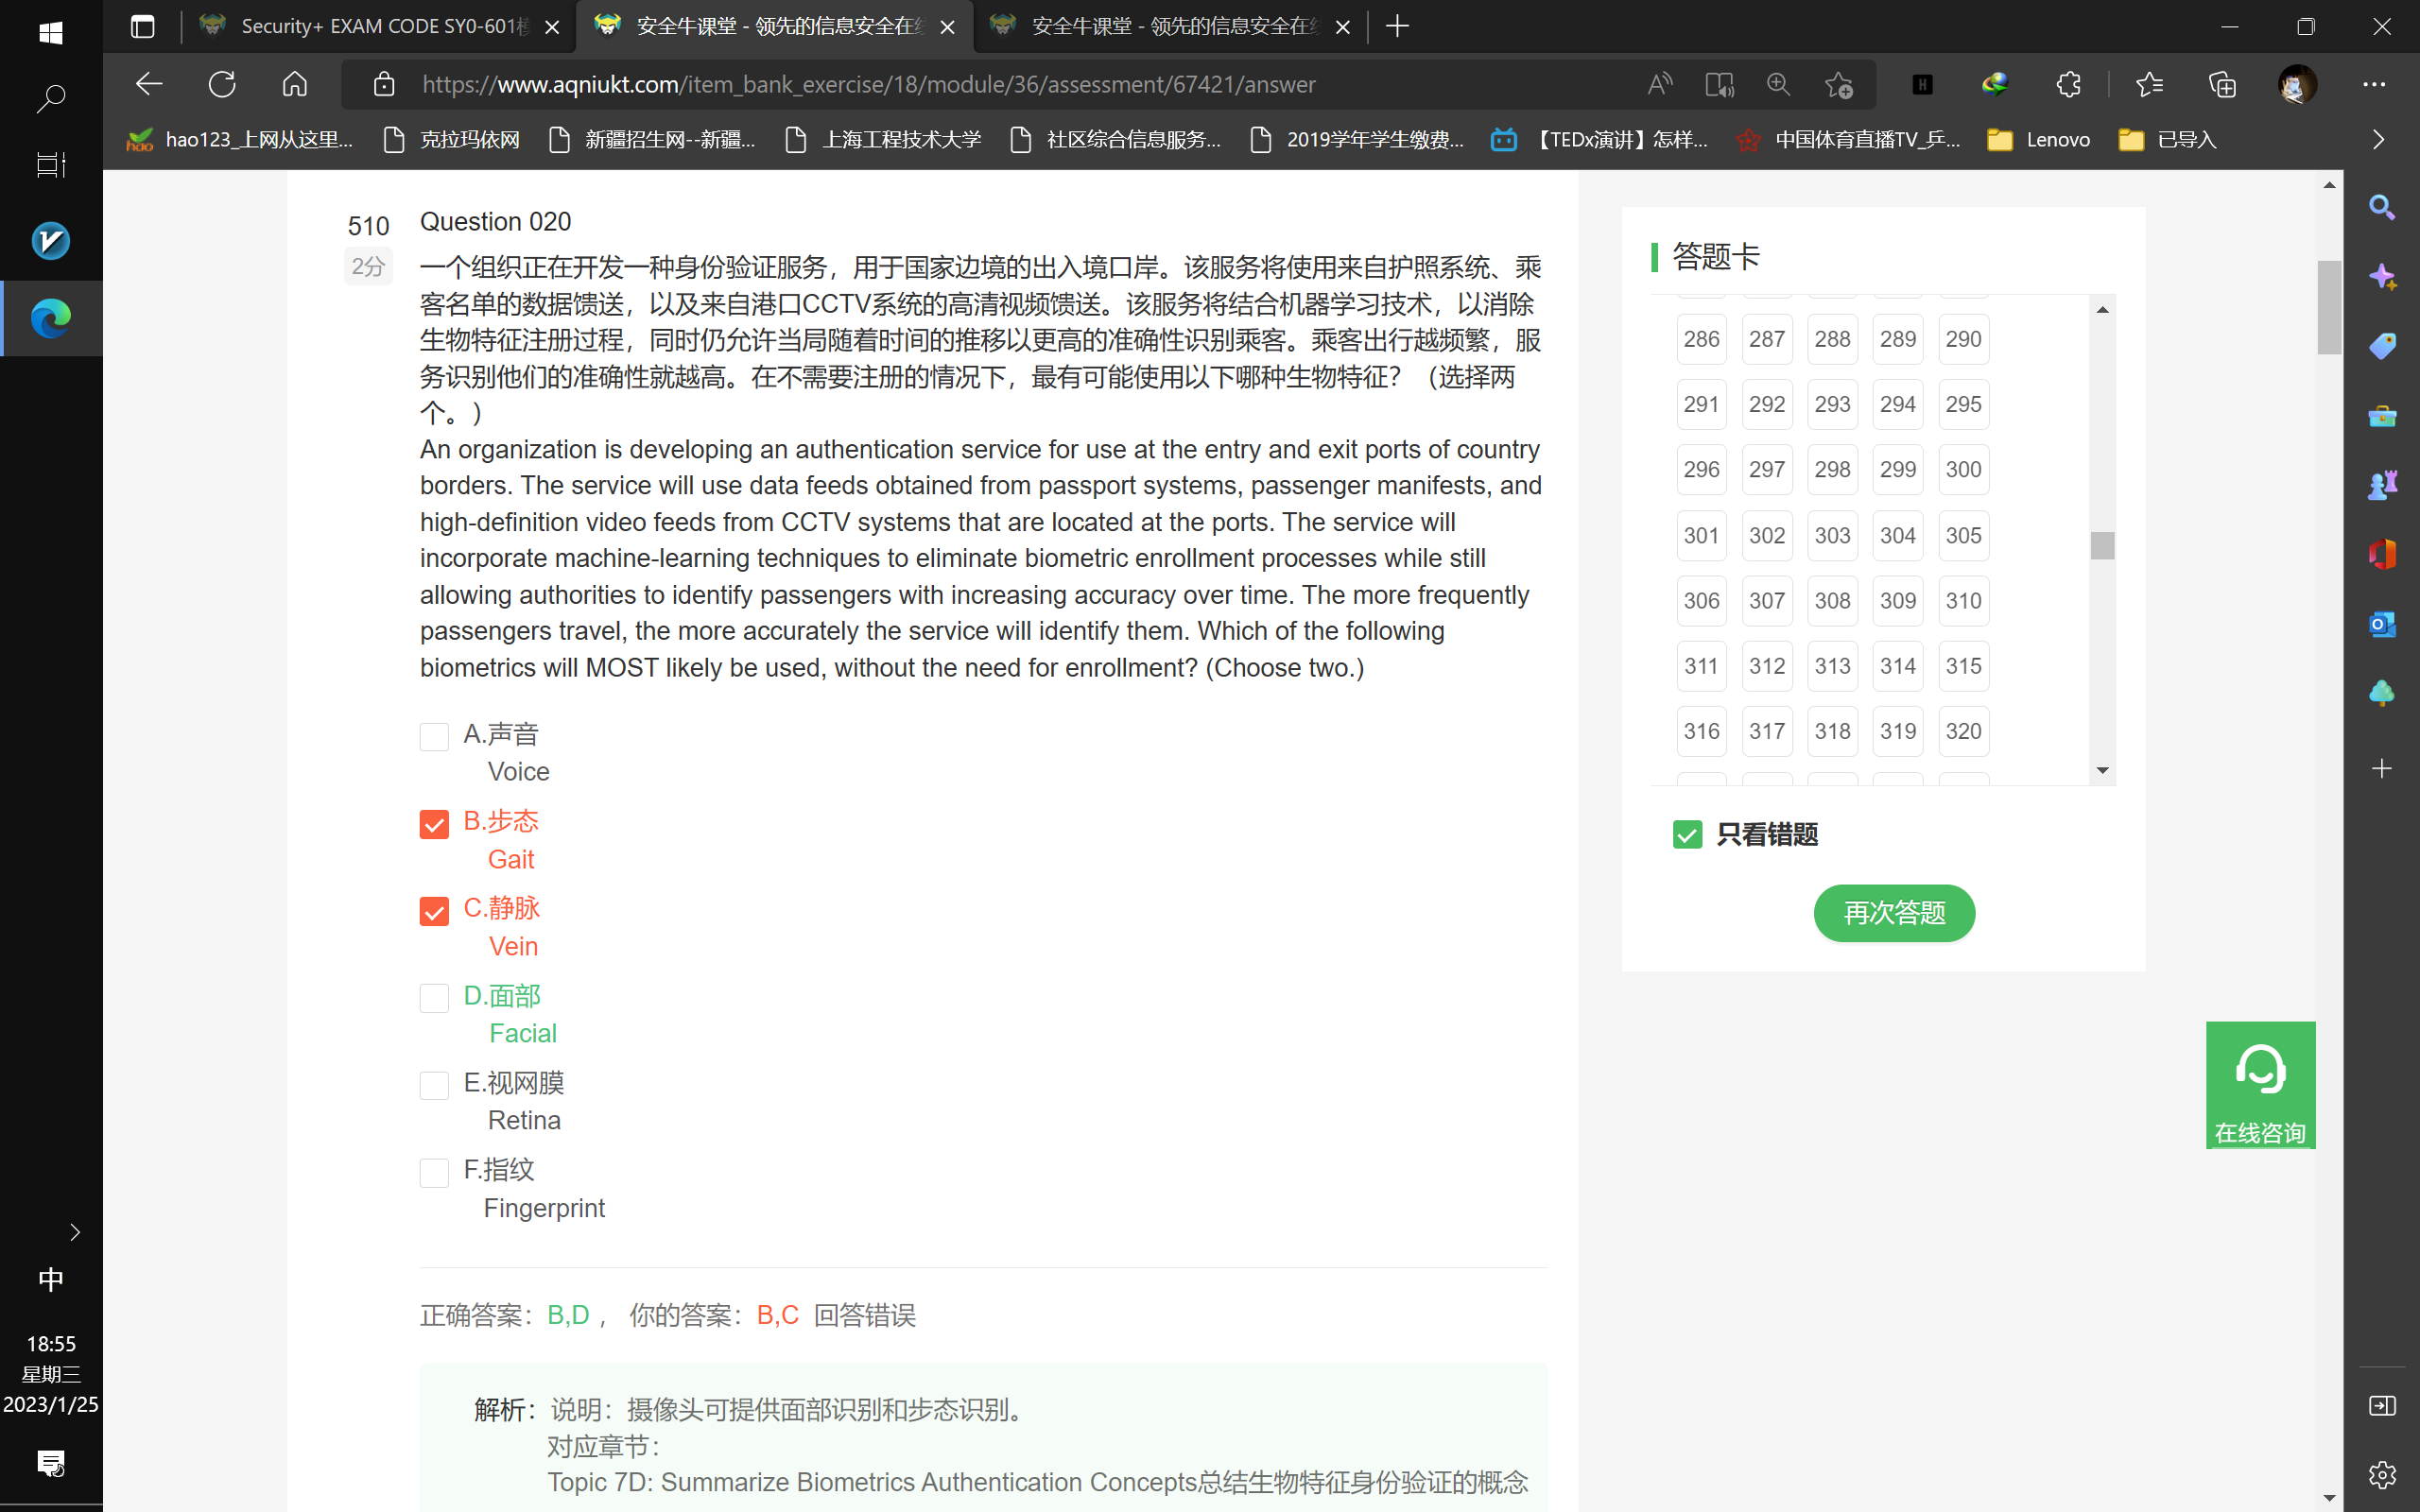 Security+ EXAM CODE SY0-601模
安全牛课堂 - 领先的信息安全在线
安全牛课堂 - 领先的信息安全在线
https://www.aqniukt.com/item_bank_exercise/18/module/36/assessment/67421/answer
hao123_上网从这里...
克拉玛依网
新疆招生网--新疆...
上海工程技术大学
社区综合信息服务...
2019学年学生缴费...
【TEDx演讲】怎样...
中国体育直播TV_乒...
Lenovo
已导入
510
2分
Question 020
一个组织正在开发一种身份验证服务，用于国家边境的出入境口岸。该服务将使用来自护照系统、乘
客名单的数据馈送，以及来自港口CCTV系统的高清视频馈送。该服务将结合机器学习技术，以消除
生物特征注册过程，同时仍允许当局随着时间的推移以更高的准确性识别乘客。乘客出行越频繁，服
务识别他们的准确性就越高。在不需要注册的情况下，最有可能使用以下哪种生物特征？（选择两
个。）
An organization is developing an authentication service for use at the entry and exit ports of country
borders. The service will use data feeds obtained from passport systems, passenger manifests, and
high-definition video feeds from CCTV systems that are located at the ports. The service will
incorporate machine-learning techniques to eliminate biometric enrollment processes while still
allowing authorities to identify passengers with increasing accuracy over time. The more frequently
passengers travel, the more accurately the service will identify them. Which of the following
biometrics will MOST likely be used, without the need for enrollment? (Choose two.)
A.声音
Voice
B.步态
Gait
C.静脉
Vein
D.面部
Facial
E.视网膜
Retina
F.指纹
Fingerprint
正确答案：B,D ， 你的答案：B,C 回答错误
解析： 说明：摄像头可提供面部识别和步态识别。
对应章节：
Topic 7D: Summarize Biometrics Authentication Concepts总结生物特征身份验证的概念
答题卡
286 287 288 289 290
291 292 293 294 295
296 297 298 299 300
301 302 303 304 305
306 307 308 309 310
311 312 313 314 315
316 317 318 319 320
只看错题
再次答题
在线咨询
中
18:55
星期三
2023/1/25